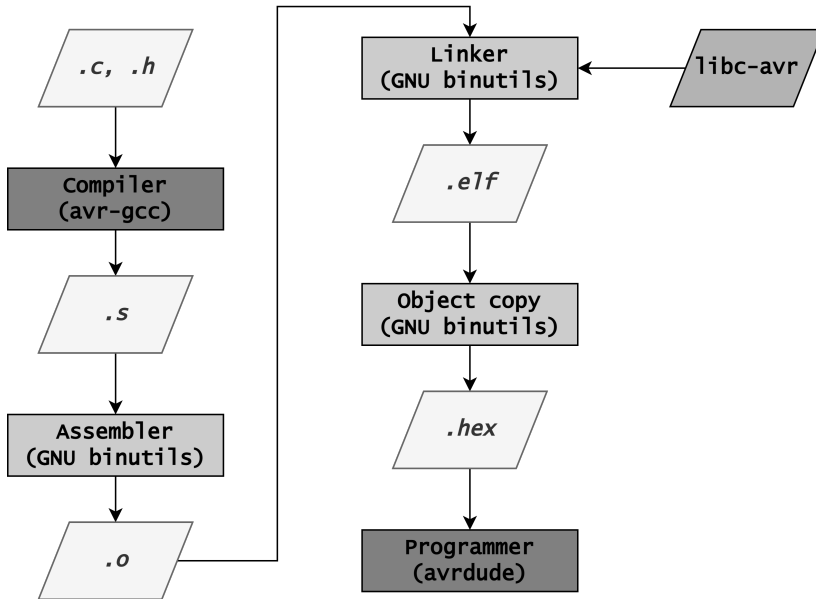 .c, .h
Compiler
(avr-gcc)
.s
Assembler
(GNU binutils)
.o
Linker
(GNU binutils)
libc-avr
.elf
Object copy
(GNU binutils)
.hex
Programmer
(avrdude)